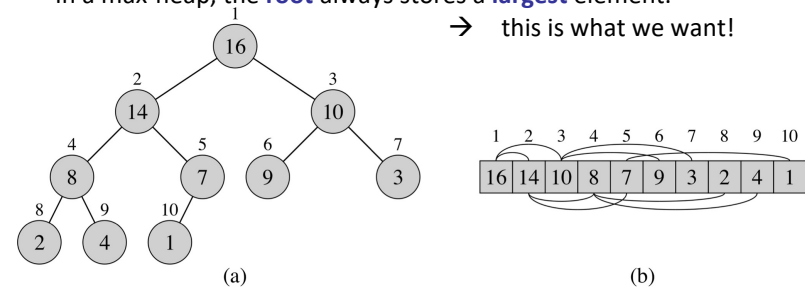 In a max-heap, the root always stores a largest element.
→ this is what we want!
1
16
2 3
14 10
4 5 6 7
8 7 9 3
8 9 10
2 4 1
(a)
1 2 3 4 5 6 7 8 9 10
16 14 10 8 7 9 3 2 4 1
(b)